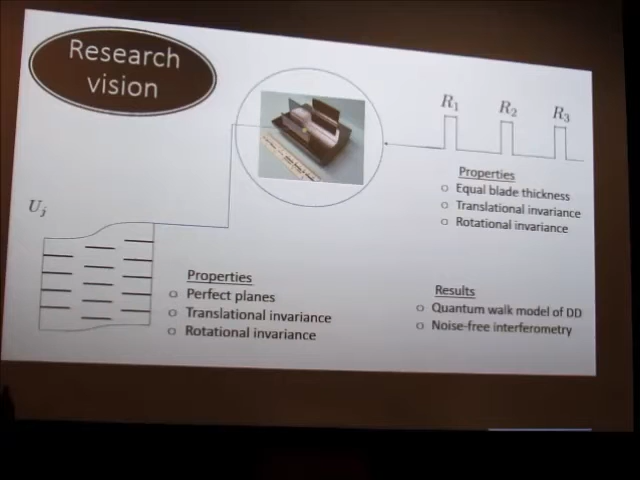 Research
vision
R1
R2
R3
Properties
Equal blade thickness
Translational invariance
Rotational invariance
Uj
Properties
Perfect planes
Translational invariance
Rotational invariance
Results
Quantum walk model of DD
Noise-free interferometry